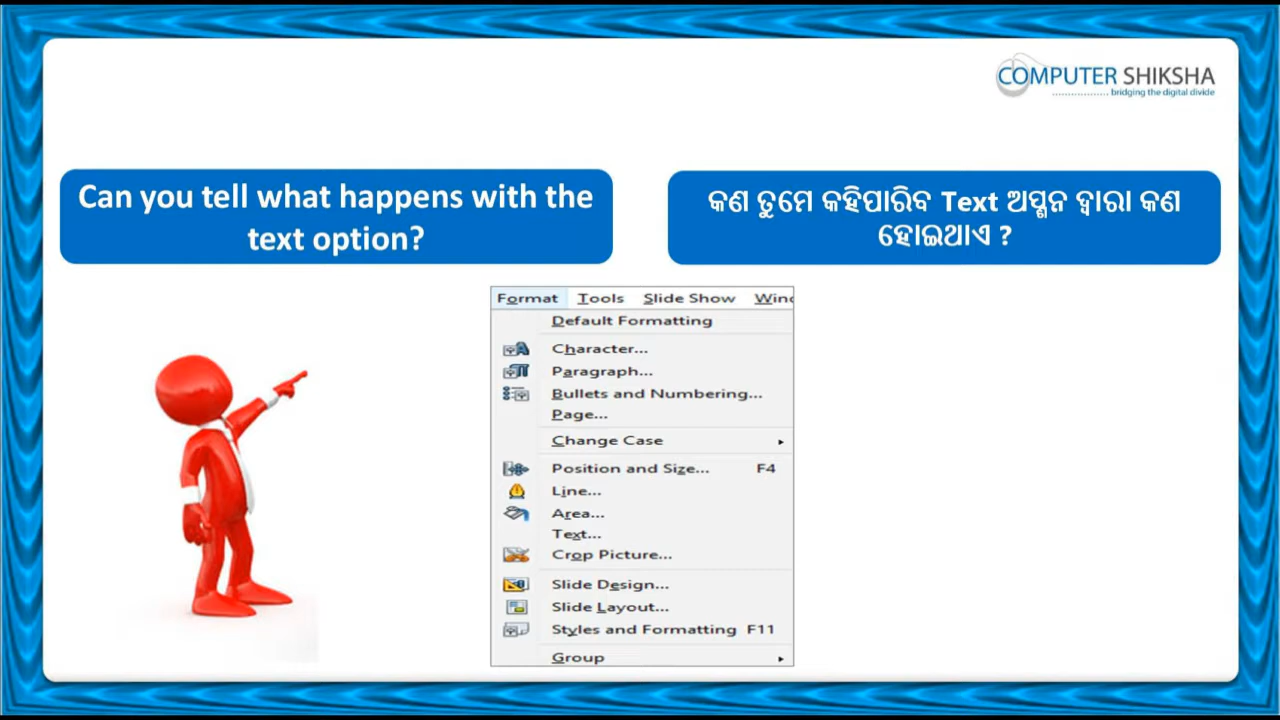 COMPUTER SHIKSHA
bridging the digital divide
Can you tell what happens with the
text option?
କଣ ତୁମେ କହିପାରିବ Text ଅପ୍ସନ ଦ୍ଵାରା କଣ
ହୋଇଥାଏ ?
Format Tools Slide Show Winc
Default Formatting
Character...
Paragraph...
Bullets and Numbering...
Page...
Change Case
Position and Size... F4
Line...
Area...
Text...
Crop Picture...
Slide Design...
Slide Layout...
Styles and Formatting F11
Group